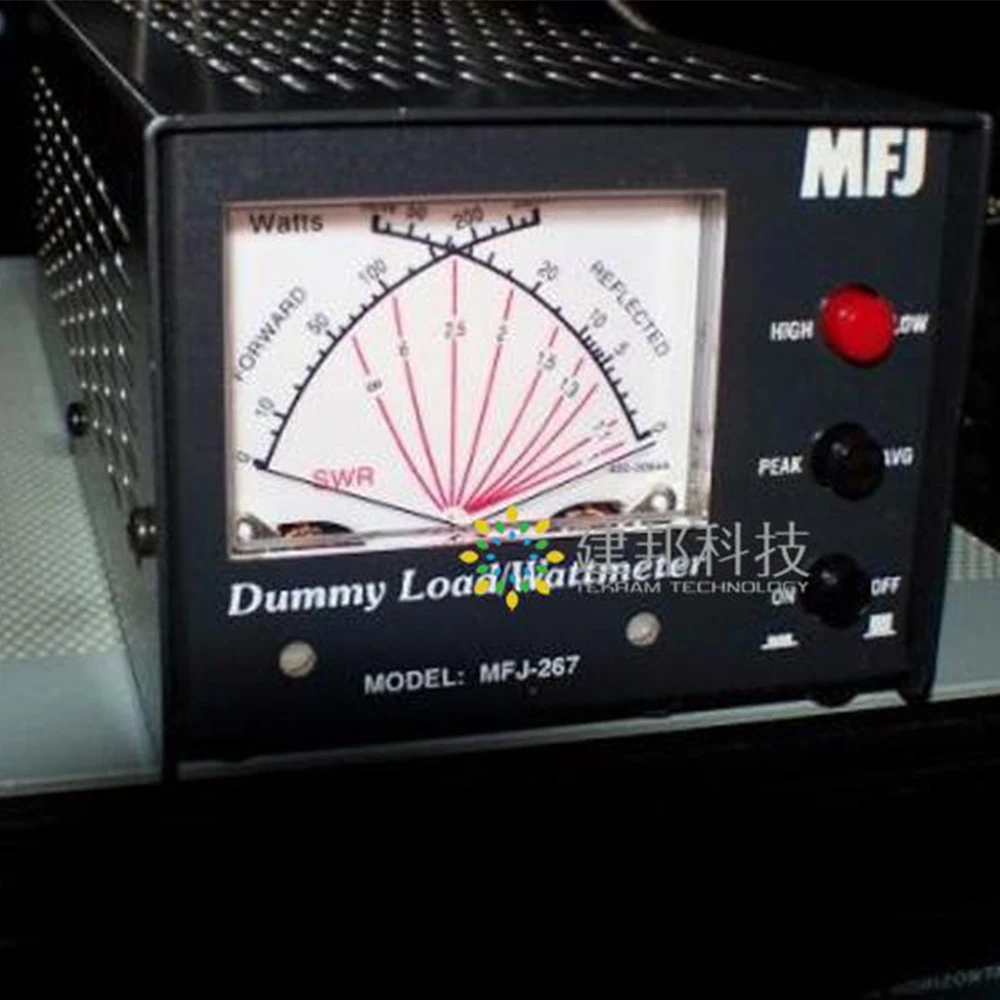 MFJ
Watts
50
200
100
20
FORWARD
REFLECTED
50
10
5
10
0
0
∞
6
2.5
2
1.5
1.3
SWR
HIGH
LOW
PEAK
AVG
ON
OFF
建邦科技
TEKHAM TECHNOLOGY
Dummy Load/Wattmeter
MODEL: MFJ-267